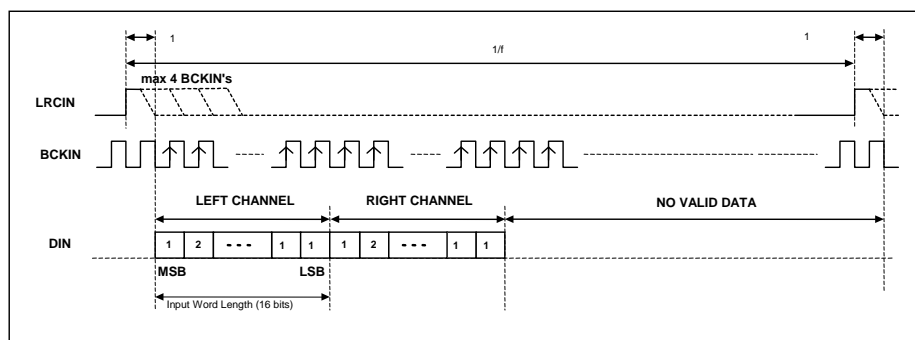 1
1
1/f
max 4 BCKIN's
LRCIN
BCKIN
LEFT CHANNEL
RIGHT CHANNEL
NO VALID DATA
DIN
1 2 - - - 1 1 1 2 - - - 1 1
MSB
LSB
Input Word Length (16 bits)